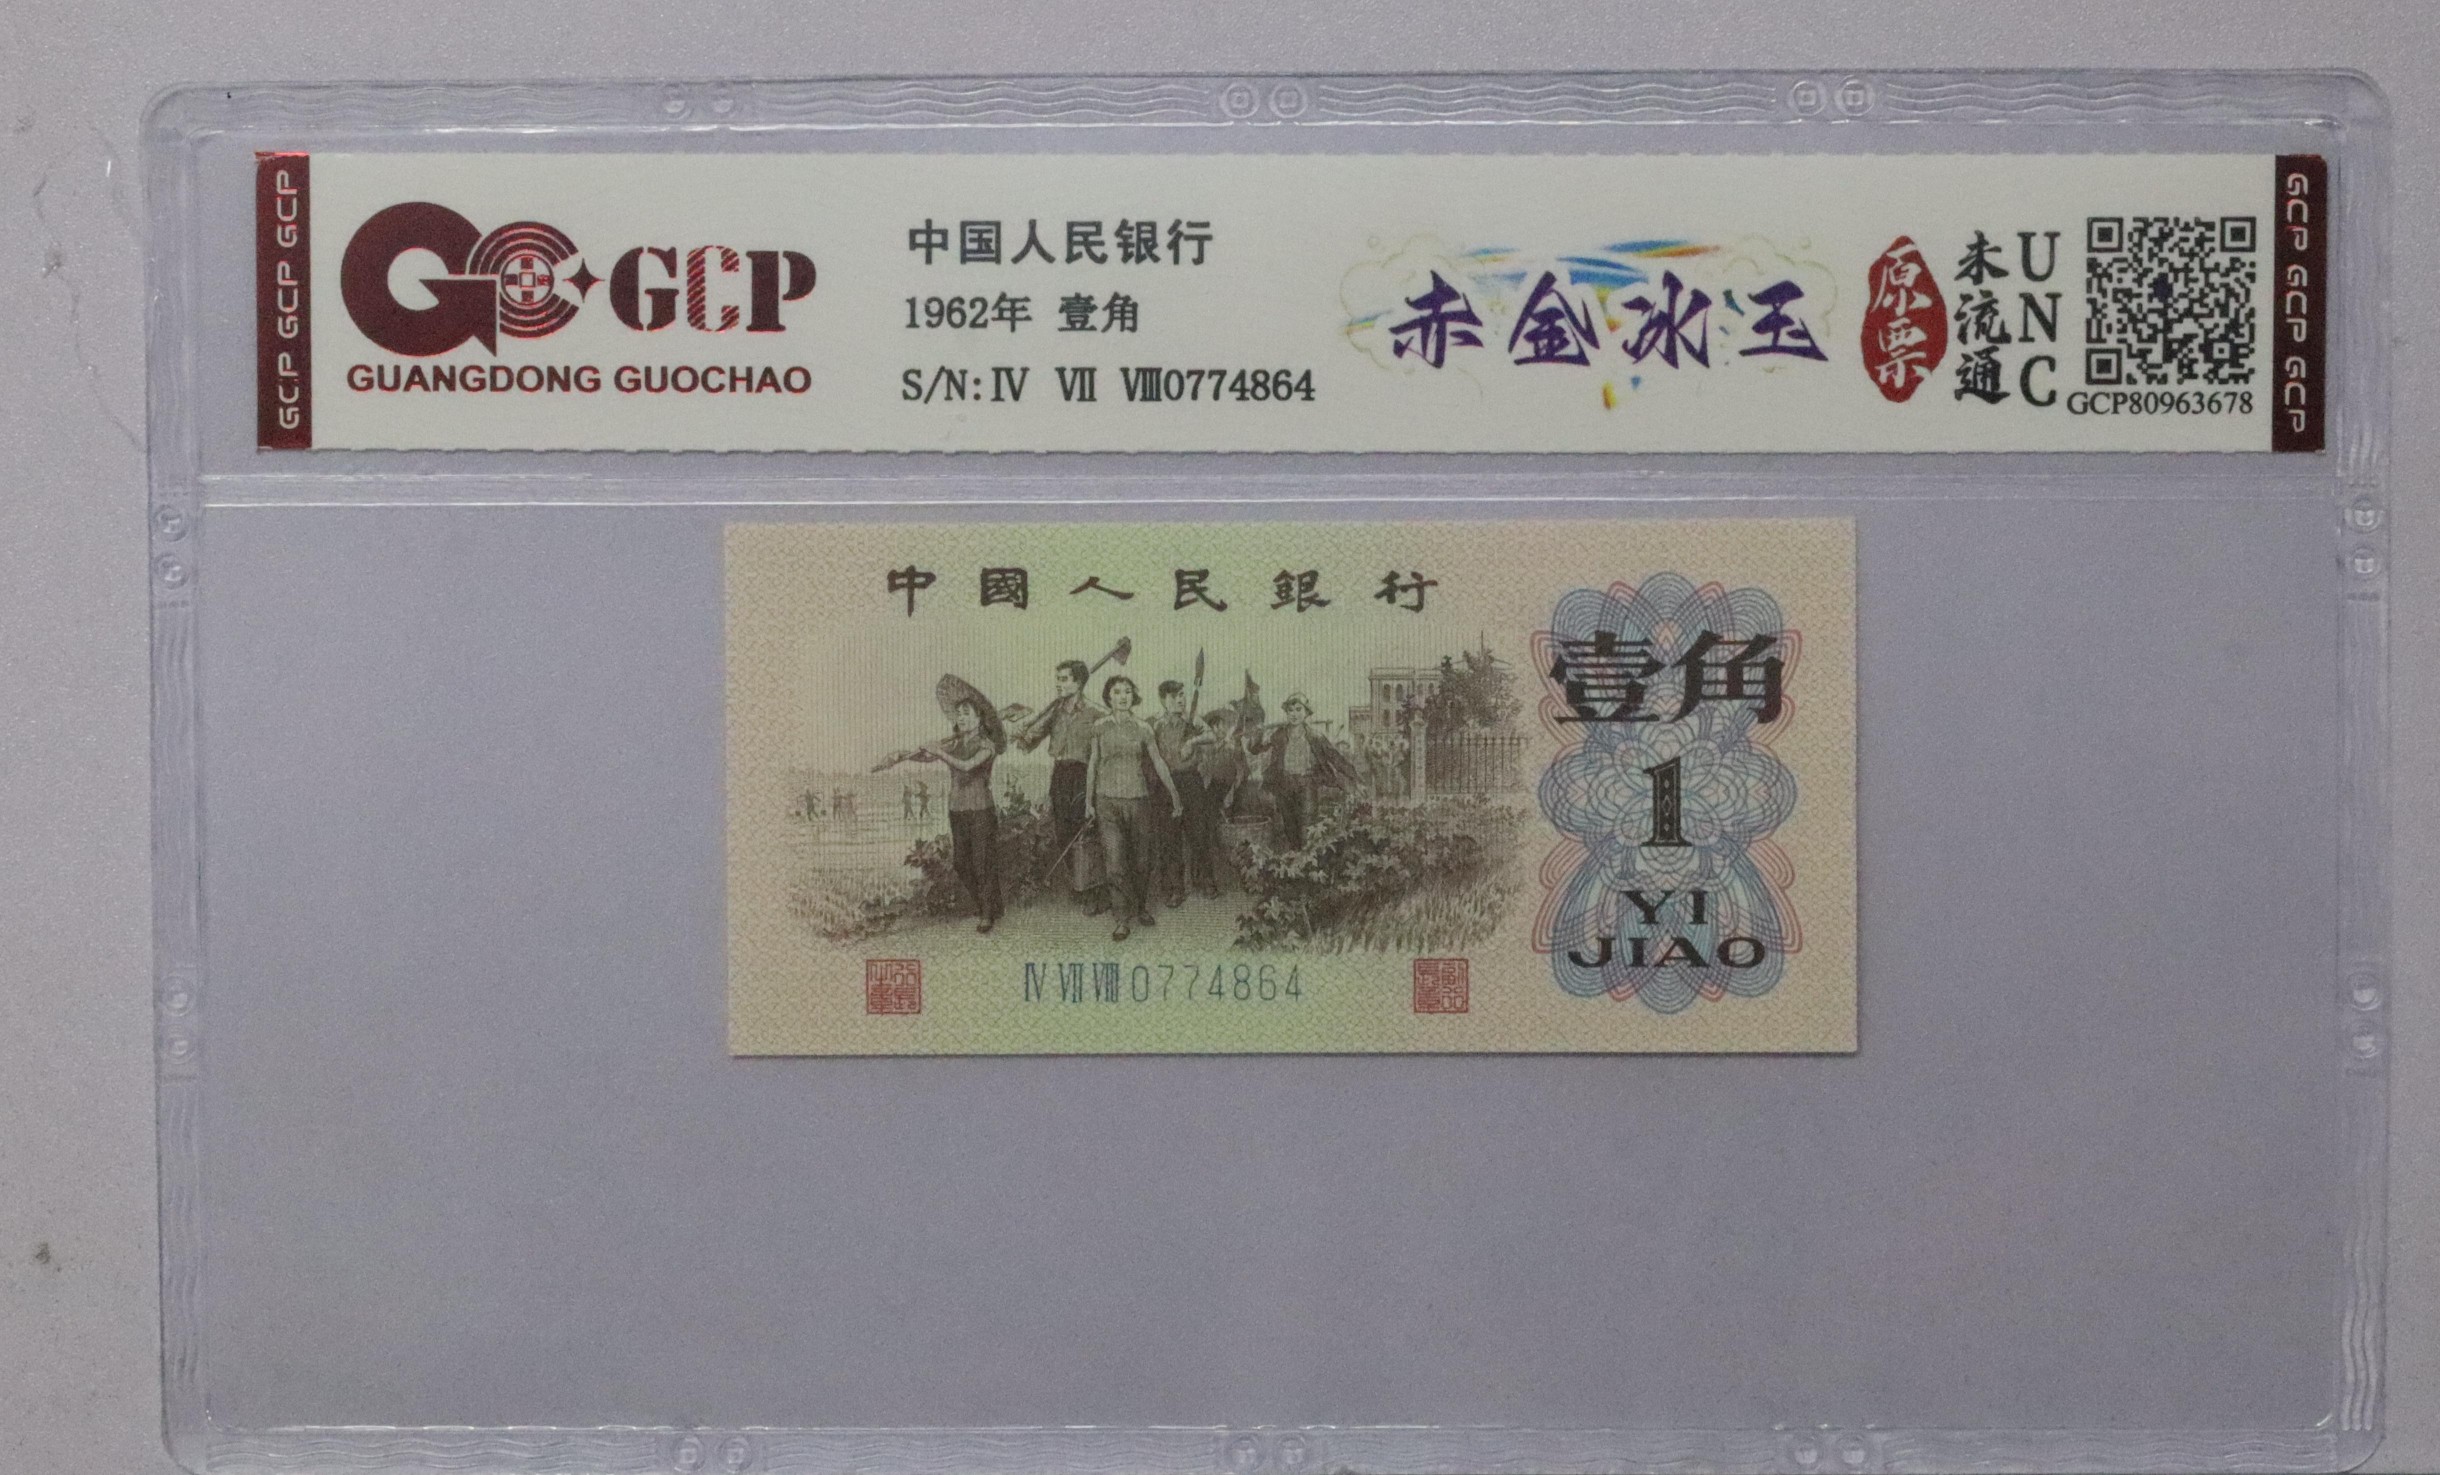 GCP GCP GCP
GCP
GUANGDONG GUOCHAO
中国人民银行
1962年 壹角
S/N: Ⅳ Ⅶ Ⅷ0774864
赤金冰玉
原票
未流通
UNC
GCP80963678
GCP GCP GCP
中國人民銀行
壹角
1
YI
JIAO
Ⅳ Ⅶ Ⅷ 0774864